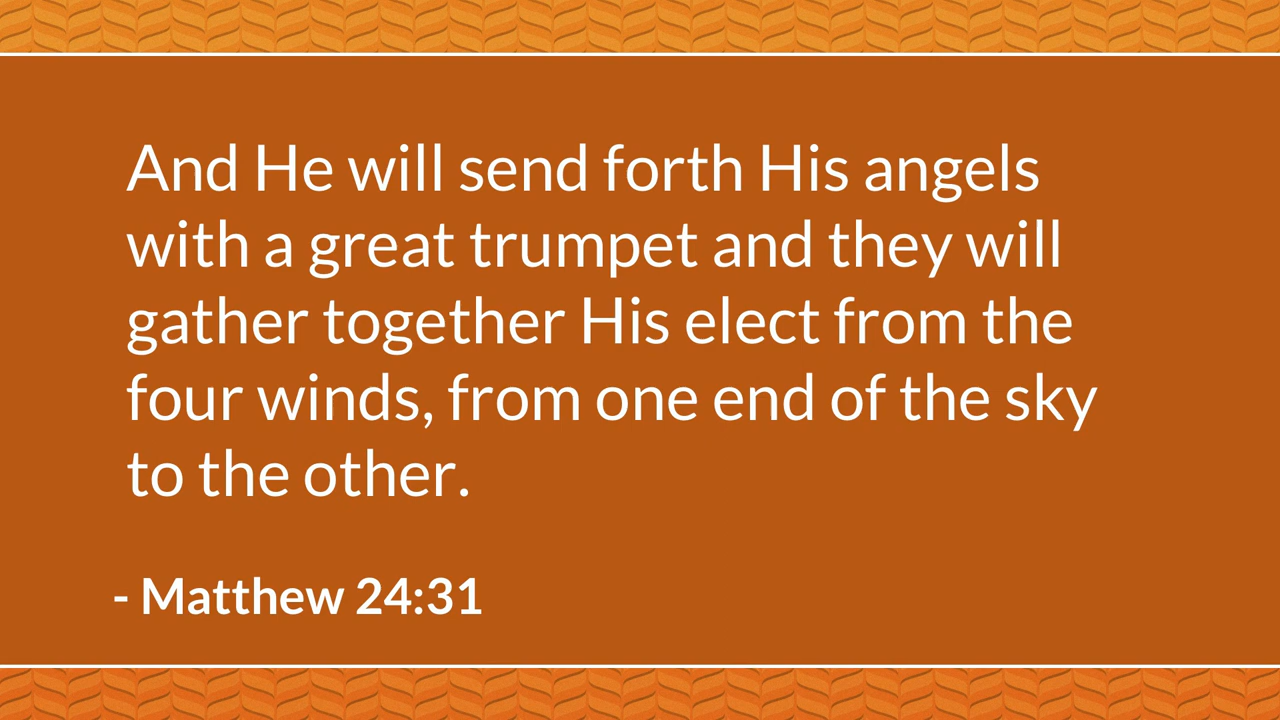 And He will send forth His angels
with a great trumpet and they will
gather together His elect from the
four winds, from one end of the sky
to the other.
- Matthew 24:31